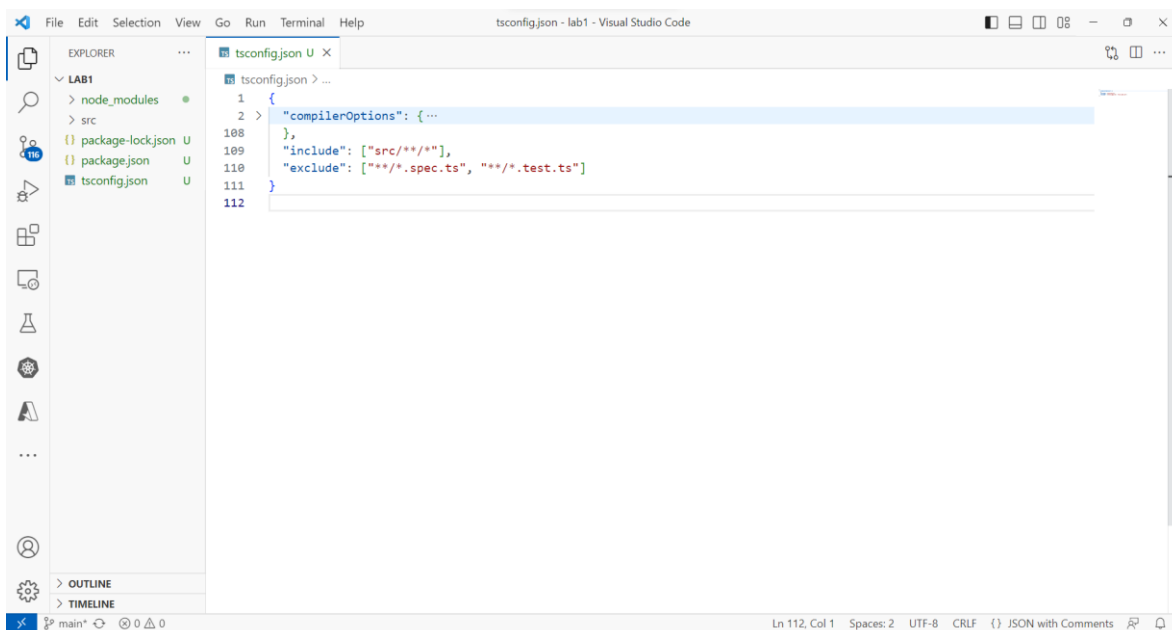 File Edit Selection View Go Run Terminal Help
tsconfig.json - lab1 - Visual Studio Code
EXPLORER
LAB1
node_modules
src
{} package-lock.json U
{} package.json U
TS tsconfig.json U
116
OUTLINE
TIMELINE
TS tsconfig.json U
TS tsconfig.json > ...
1 {
2 > "compilerOptions": { ...
108 },
109 "include": ["src/**/*"],
110 "exclude": ["**/*.spec.ts", "**/*.test.ts"]
111 }
112
main* 0 0
Ln 112, Col 1 Spaces: 2 UTF-8 CRLF {} JSON with Comments